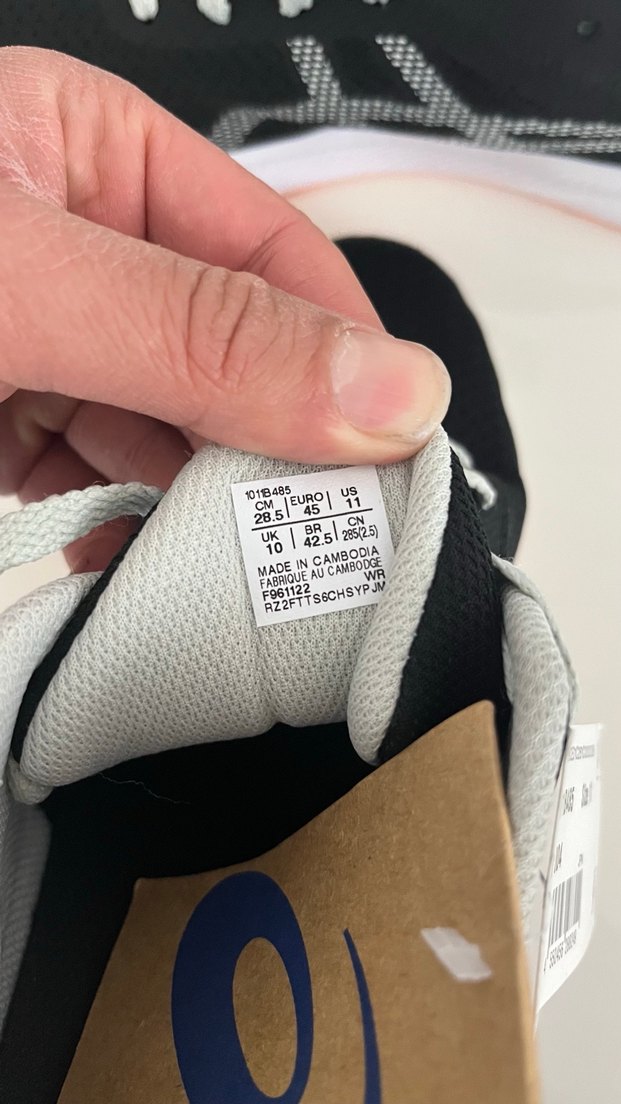 1011B485
CM EURO US
28.5 45 11
UK BR CN
10 42.5 285(2.5)
MADE IN CAMBODIA
FABRIQUE AU CAMBODGE
F961122 WR
RZ2FTTS6CHSYPJM